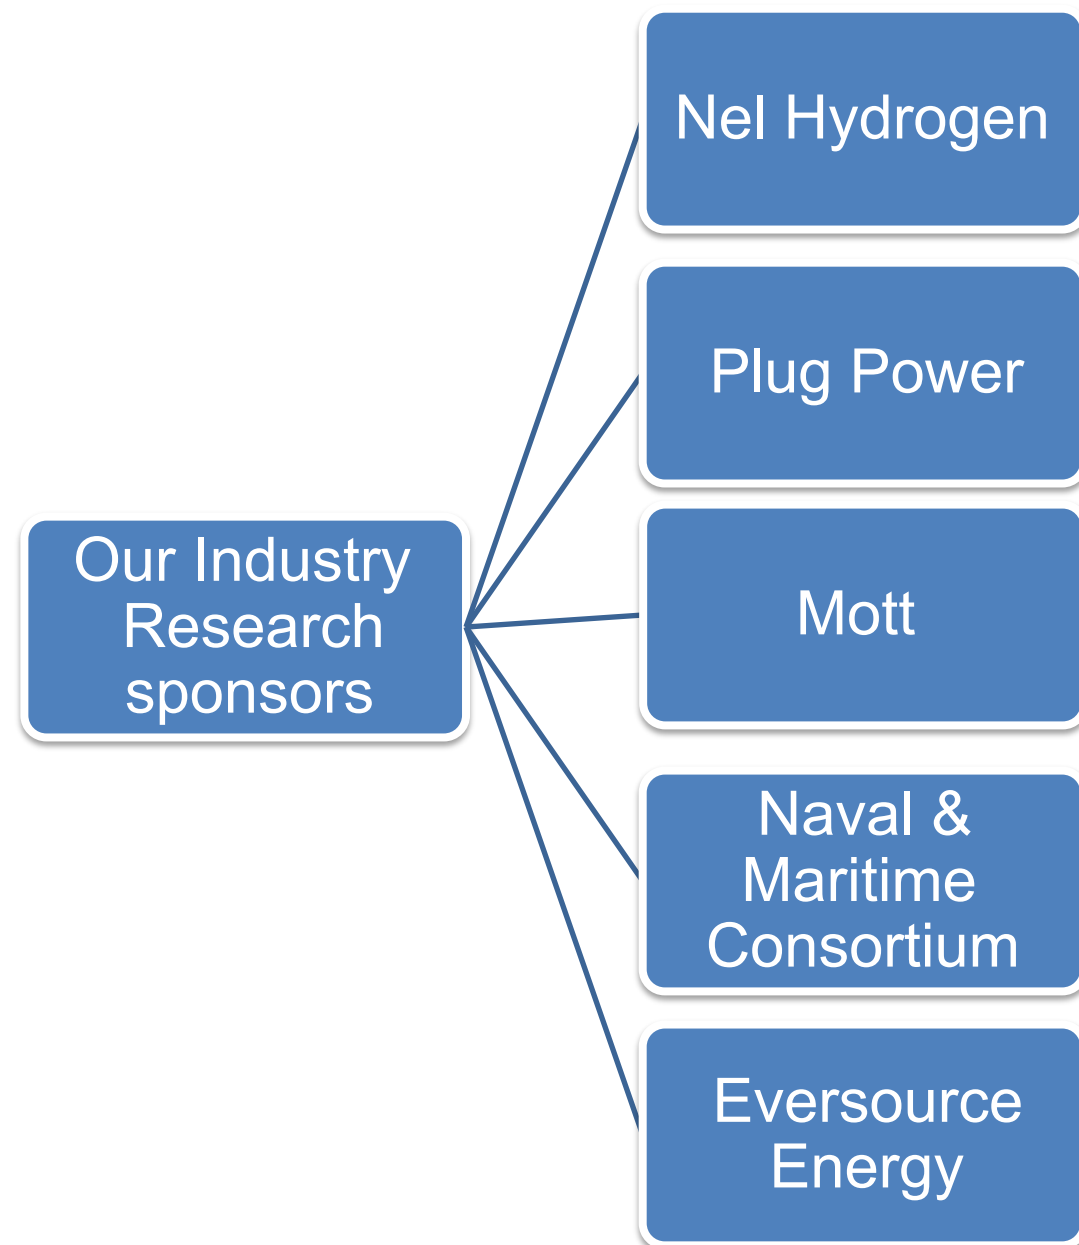 Our Industry
Research
sponsors
Nel Hydrogen
Plug Power
Mott
Naval &
Maritime
Consortium
Eversource
Energy